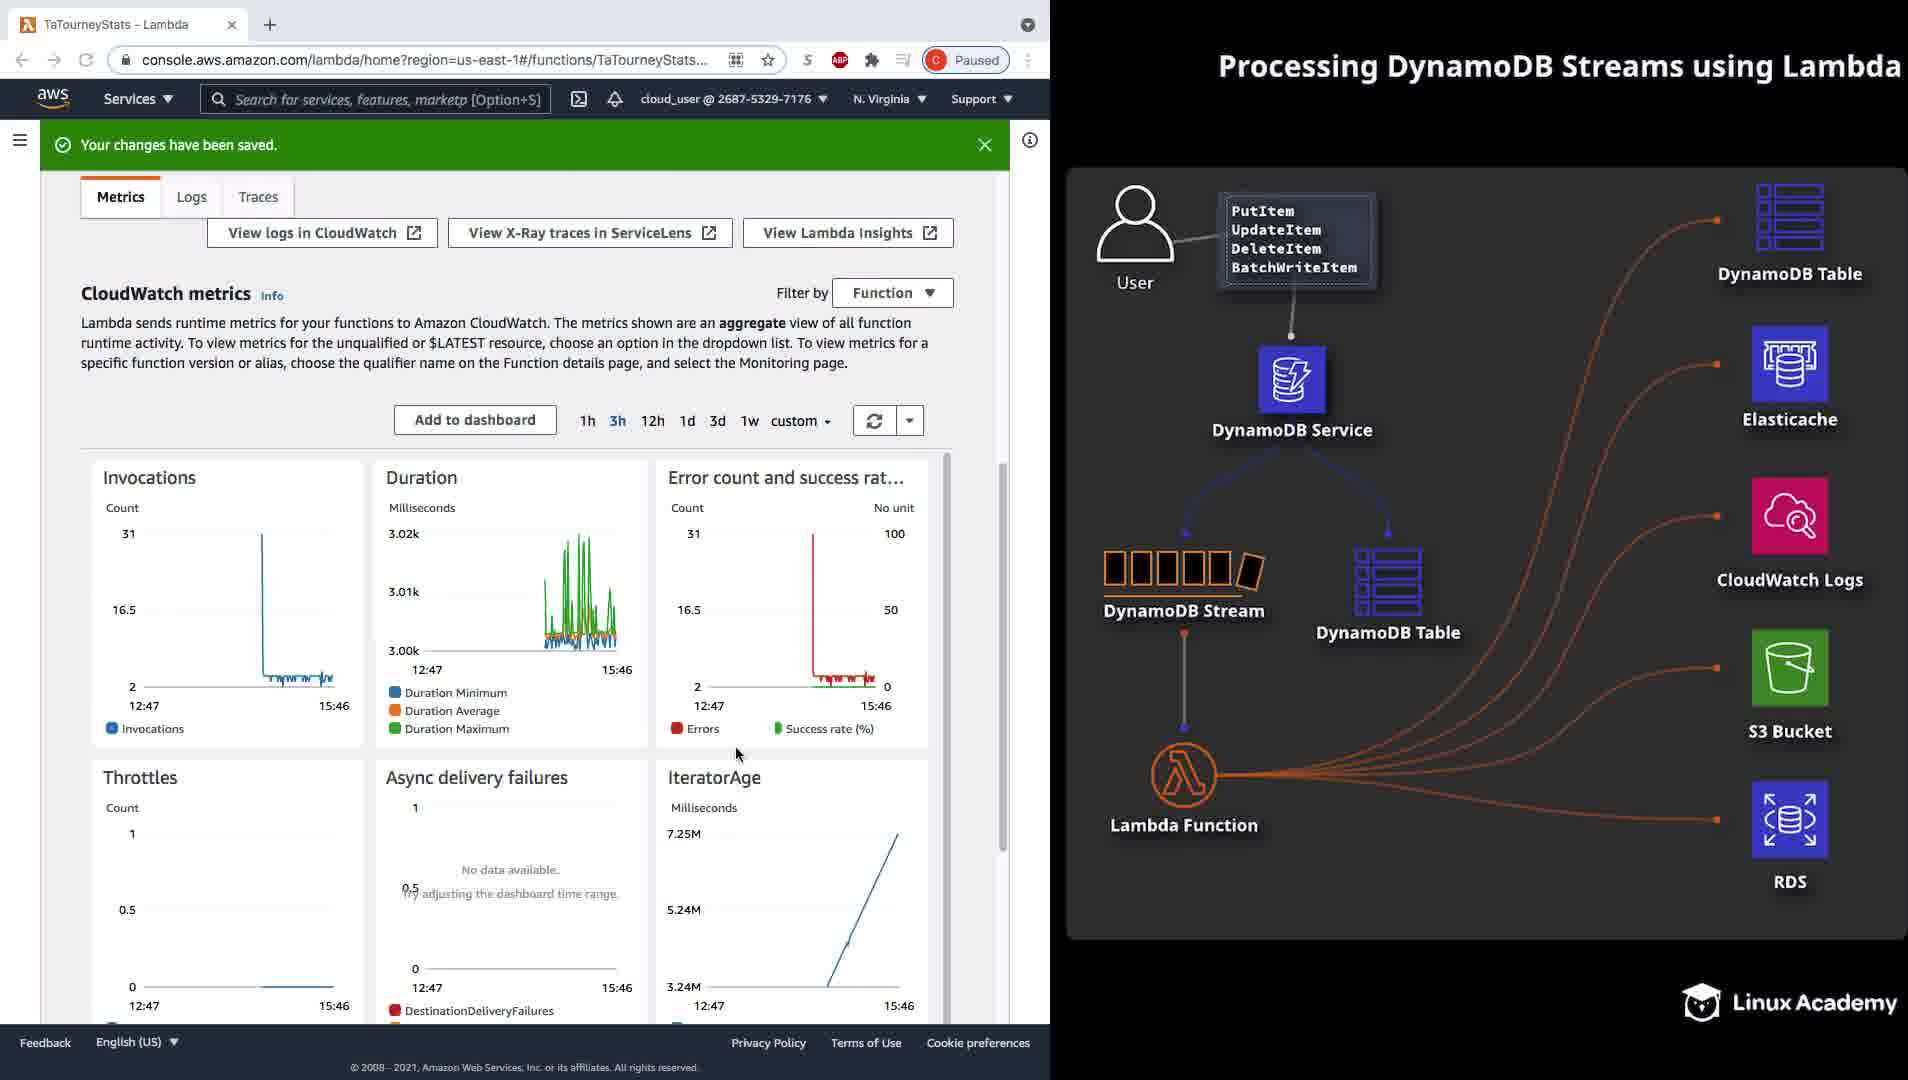 TaTourneyStats - Lambda
console.aws.amazon.com/lambda/home?region=us-east-1#/functions/TaTourneyStats...
ABP
C Paused
aws
Services
Search for services, features, marketp [Option+S]
cloud_user @ 2687-5329-7176
N. Virginia
Support
Your changes have been saved.
Metrics
Logs
Traces
View logs in CloudWatch
View X-Ray traces in ServiceLens
View Lambda Insights
CloudWatch metrics Info
Filter by Function
Lambda sends runtime metrics for your functions to Amazon CloudWatch. The metrics shown are an aggregate view of all function
runtime activity. To view metrics for the unqualified or $LATEST resource, choose an option in the dropdown list. To view metrics for a
specific function version or alias, choose the qualifier name on the Function details page, and select the Monitoring page.
Add to dashboard
1h 3h 12h 1d 3d 1w custom
Invocations
Count
31
16.5
2
12:47 15:46
Invocations
Duration
Milliseconds
3.02k
3.01k
3.00k
12:47 15:46
Duration Minimum
Duration Average
Duration Maximum
Error count and success rat...
Count No unit
31 100
16.5 50
2 0
12:47 15:46
Errors Success rate (%)
Throttles
Count
1
0.5
0
12:47 15:46
Async delivery failures
1
No data available.
0.5
Try adjusting the dashboard time range.
0
12:47 15:46
DestinationDeliveryFailures
IteratorAge
Milliseconds
7.25M
5.24M
3.24M
12:47 15:46
Feedback
English (US)
Privacy Policy
Terms of Use
Cookie preferences
© 2008 - 2021, Amazon Web Services, Inc. or its affiliates. All rights reserved.
Processing DynamoDB Streams using Lambda
User
PutItem
UpdateItem
DeleteItem
BatchWriteItem
DynamoDB Service
DynamoDB Stream
DynamoDB Table
Lambda Function
DynamoDB Table
Elasticache
CloudWatch Logs
S3 Bucket
RDS
Linux Academy